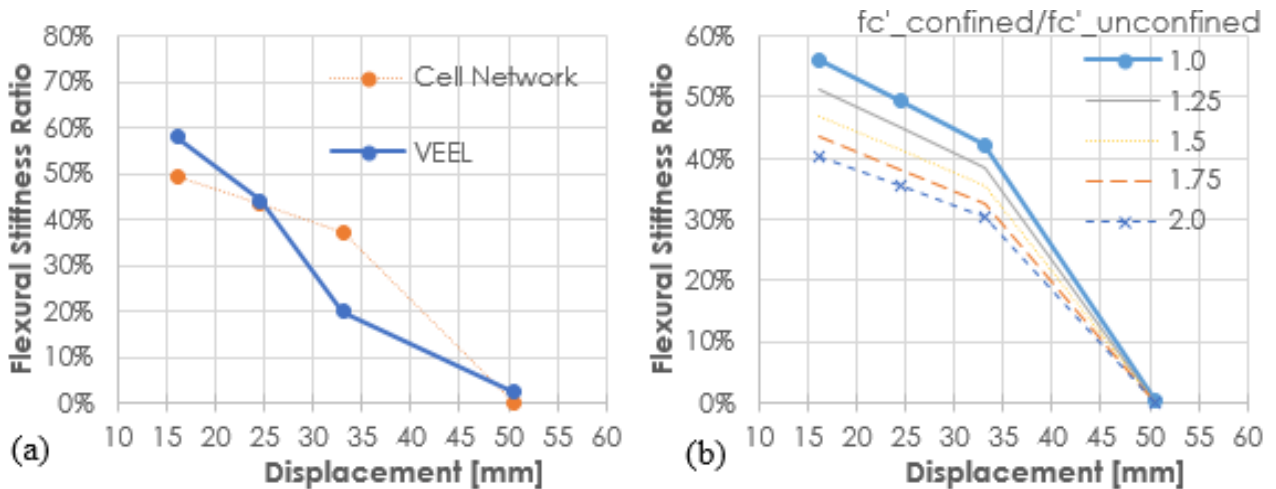 80%
70%
60%
50%
40%
30%
20%
10%
0%
Flexural Stiffness Ratio
Cell Network
VEEL
10 15 20 25 30 35 40 45 50 55 60
Displacement [mm]
(a)
fc'_confined/fc'_unconfined
60%
50%
40%
30%
20%
10%
0%
Flexural Stiffness Ratio
1.0
1.25
1.5
1.75
2.0
10 15 20 25 30 35 40 45 50 55 60
Displacement [mm]
(b)